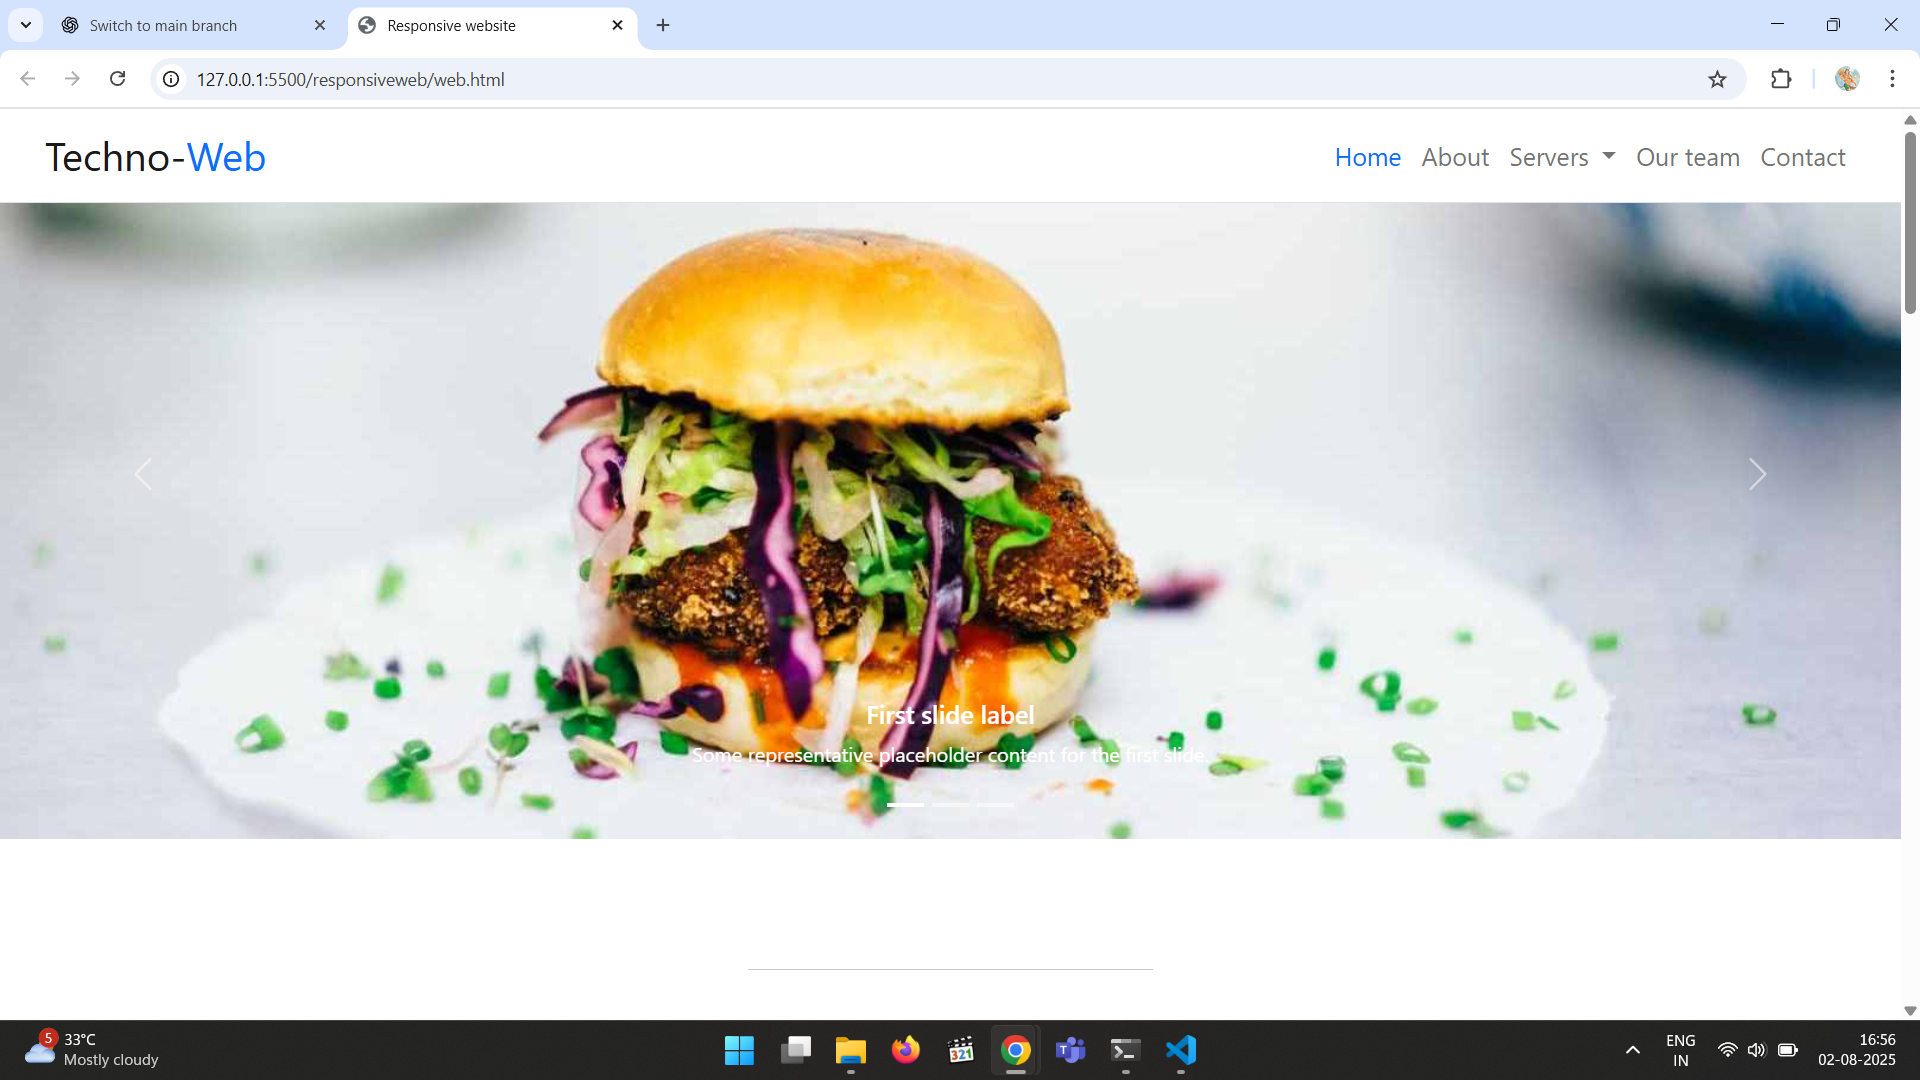 Switch to main branch
Responsive website
127.0.0.1:5500/responsiveweb/web.html
Techno-Web
Home About Servers Our team Contact
First slide label
Some representative placeholder content for the first slide.
5
33°C
Mostly cloudy
321
T
ENG
IN
16:56
02-08-2025